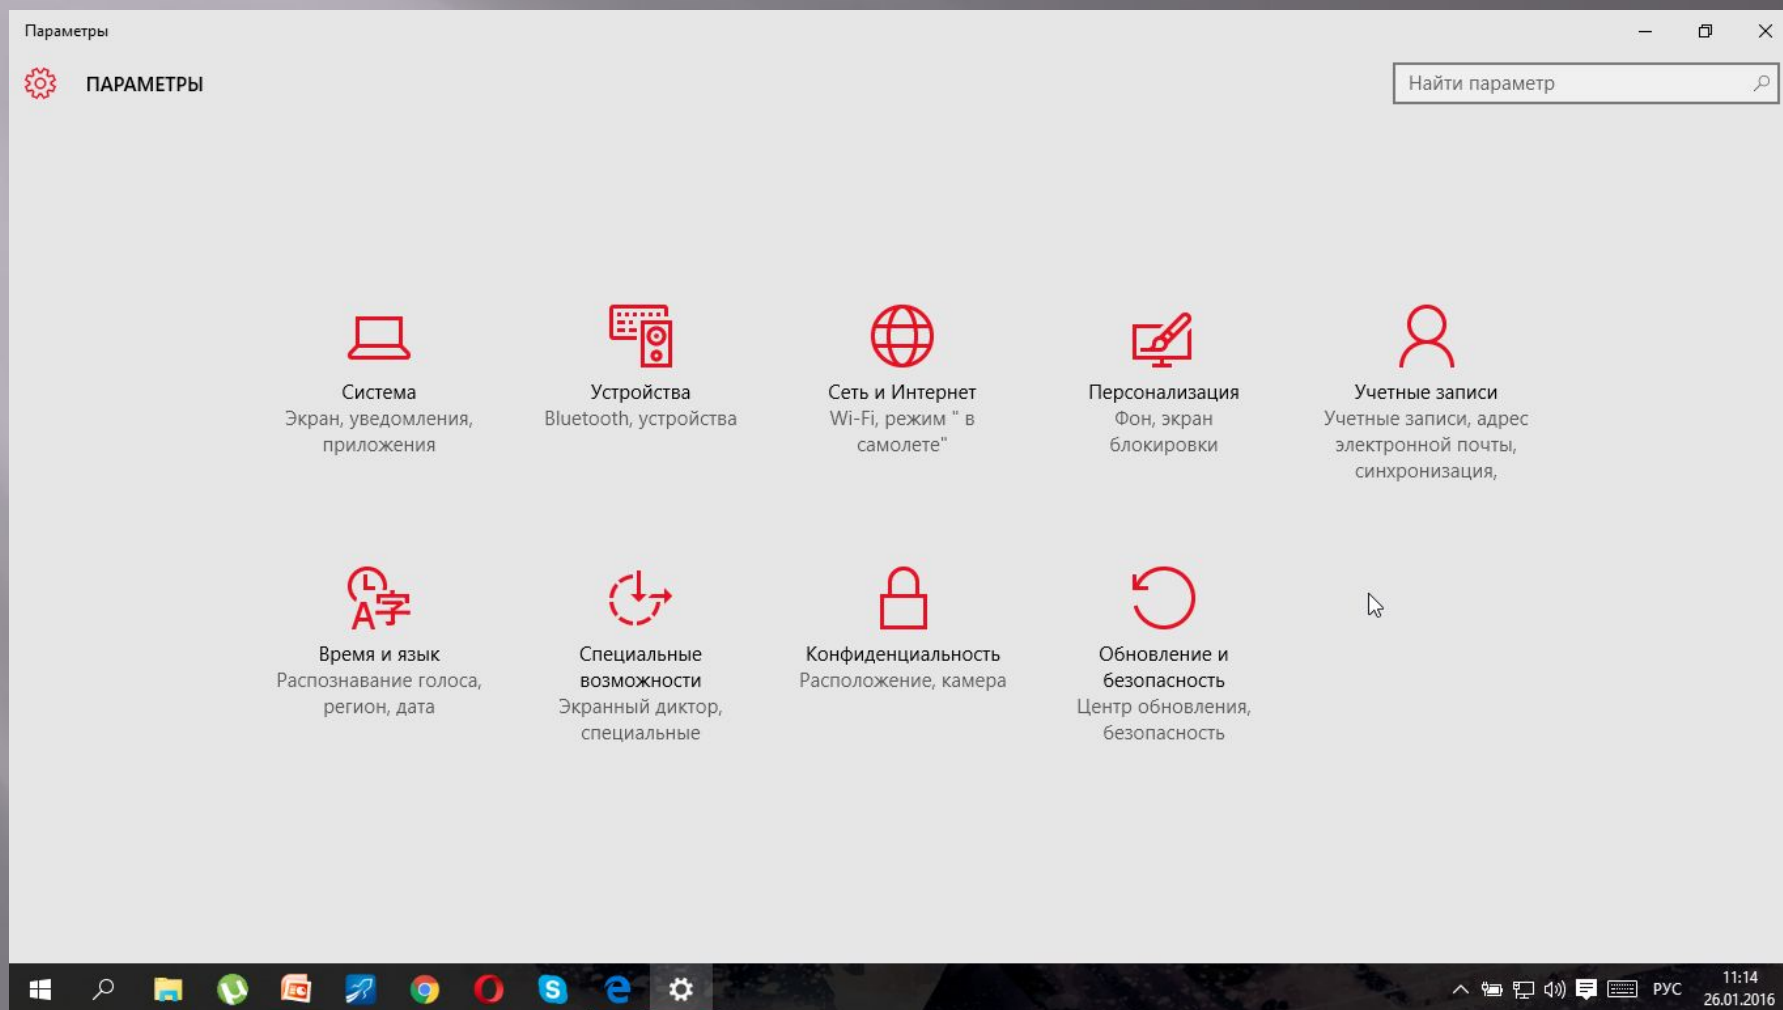 Параметры
ПАРАМЕТРЫ
Найти параметр
Система
Экран, уведомления,
приложения
Устройства
Bluetooth, устройства
Сеть и Интернет
Wi-Fi, режим " в
самолете"
Персонализация
Фон, экран
блокировки
Учетные записи
Учетные записи, адрес
электронной почты,
синхронизация,
Время и язык
Распознавание голоса,
регион, дата
Специальные
возможности
Экранный диктор,
специальные
Конфиденциальность
Расположение, камера
Обновление и
безопасность
Центр обновления,
безопасность
РУС
11:14
26.01.2016